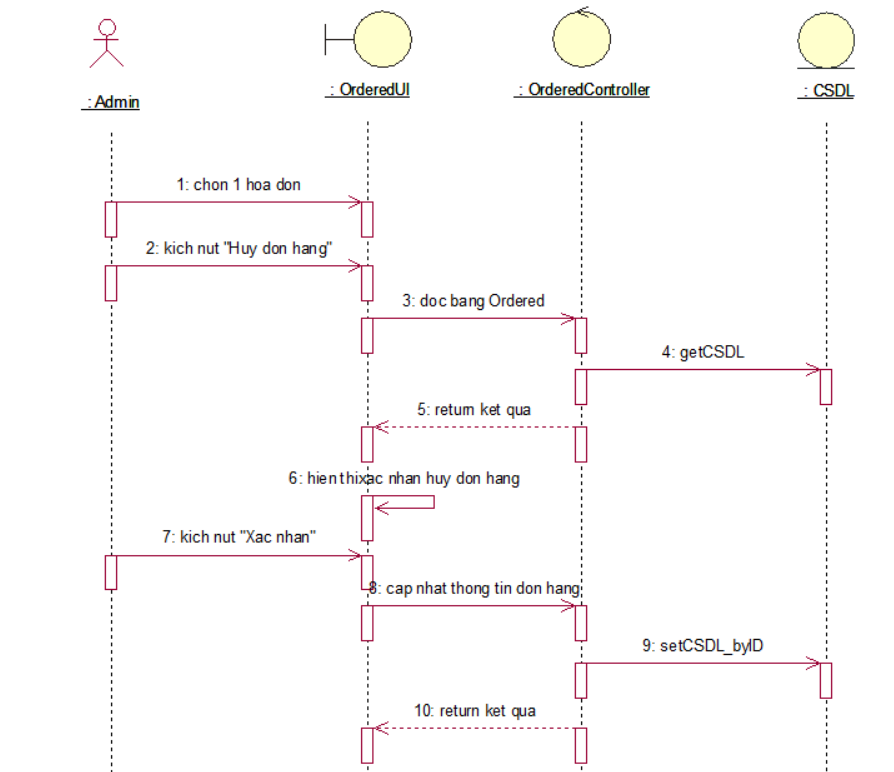 : Admin
: OrderedUI
: OrderedController
: CSDL
1: chon 1 hoa don
2: kich nut "Huy don hang"
3: doc bang Ordered
4: getCSDL
5: return ket qua
6: hien thixac nhan huy don hang
7: kich nut "Xac nhan"
8: cap nhat thong tin don hang
9: setCSDL_byID
10: return ket qua